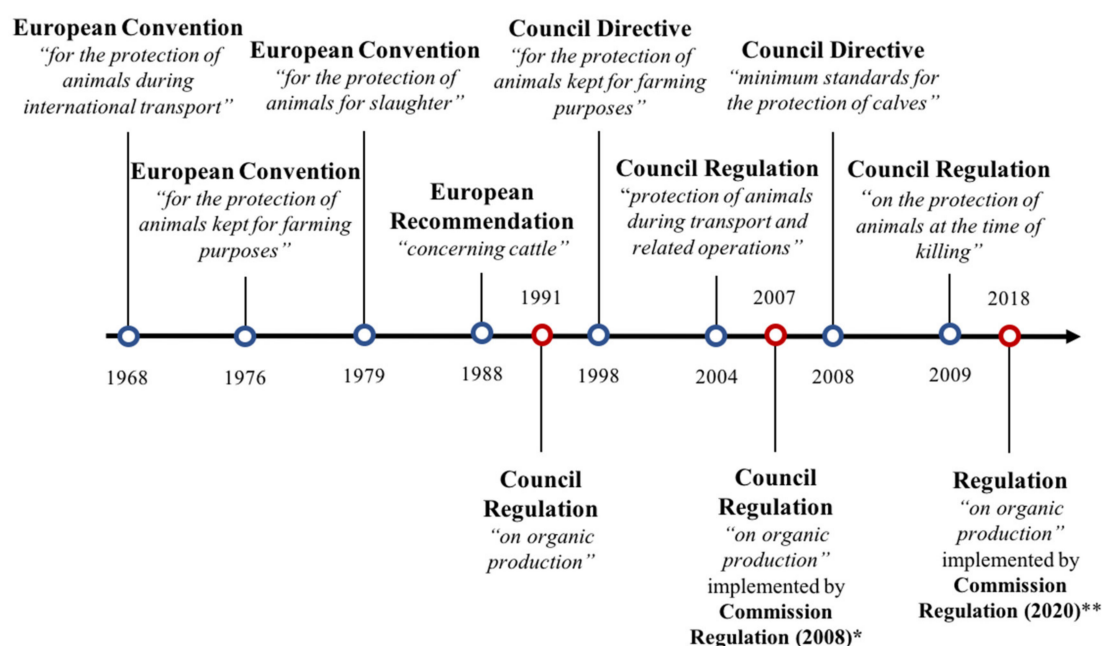 European Convention
“for the protection of
animals during
international transport”
European Convention
“for the protection of
animals for slaughter”
Council Directive
“for the protection of
animals kept for farming
purposes”
Council Directive
“minimum standards for
the protection of calves”
European Convention
“for the protection of
animals kept for farming
purposes”
European
Recommendation
“concerning cattle”
Council Regulation
“protection of animals
during transport and
related operations”
Council Regulation
“on the protection of
animals at the time of
killing”
1991
2007
2018
1968
1976
1979
1988
1998
2004
2008
2009
Council
Regulation
“on organic
production”
Council
Regulation
“on organic
production”
implemented by
Commission
Regulation (2008)*
Regulation
“on organic
production”
implemented by
Commission
Regulation (2020)**